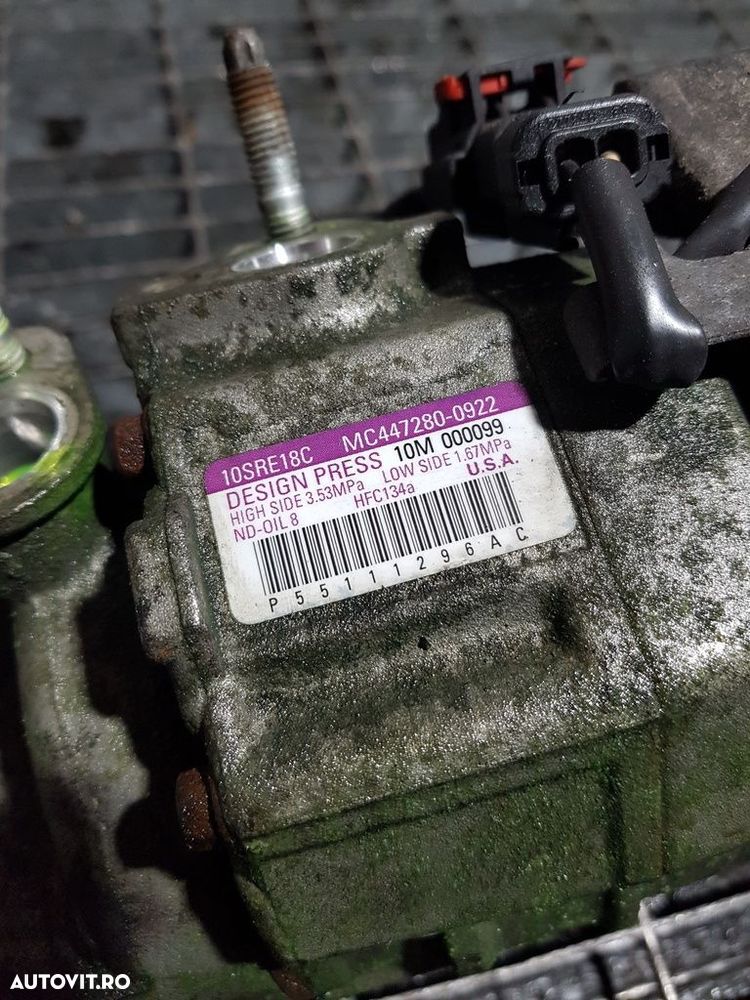 10SRE18C MC447280-0922
DESIGN PRESS 10M 000099
HIGH SIDE 3.53MPa LOW SIDE 1.67MPa
ND-OIL 8 HFC134a U.S.A.
P55111296AC
AUTOVIT.RO